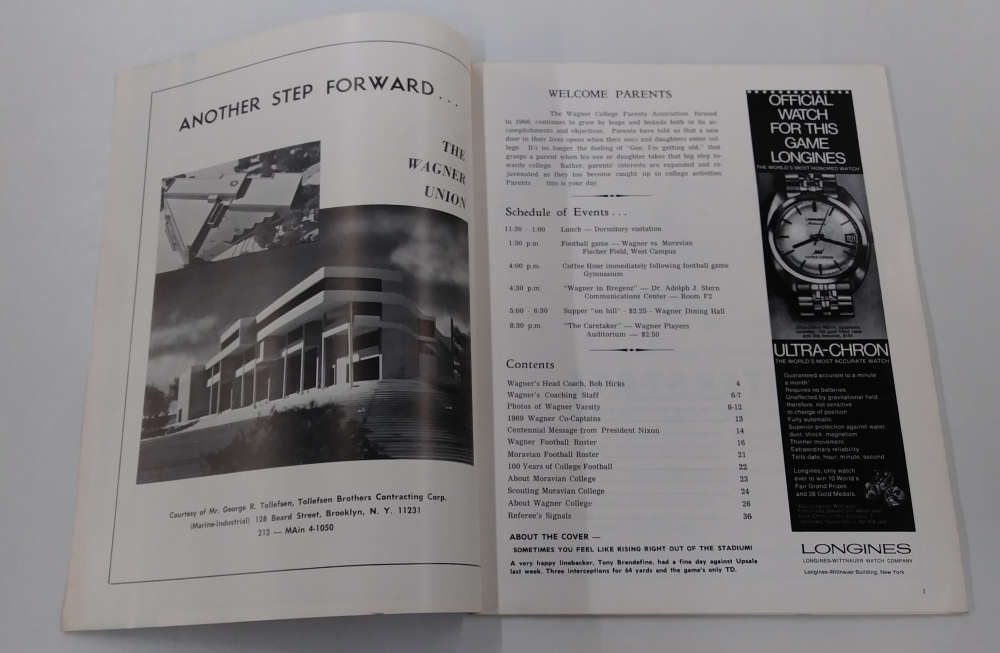 ANOTHER STEP FORWARD...
THE
WAGNER
UNION
Courtesy of Mr. George R. Tollefsen, Tollefsen Brothers Contracting Corp.
(Marine-Industrial) 128 Beard Street, Brooklyn, N. Y. 11231
212 — MAin 4-1050
WELCOME PARENTS
The Wagner College Parents Association formed
in 1966, continues to grow by leaps and bounds both in its ac-
complishments and objectives. Parents have told us that a new
door in their lives opens when their sons and daughters enter col-
lege. It's no longer the feeling of "Gee, I'm getting old," that
grasps a parent when his son or daughter takes that big step to-
wards college. Rather, parents' interests are expanded and re-
juvenated as they too become caught up in college activities
Parents this is your day
Schedule of Events...
11:30 - 1:00 Lunch — Dormitory visitation
1:30 p.m Football game — Wagner vs. Moravian
Fischer Field, West Campus
4:00 p.m. Coffee Hour immediately following football game
Gymnasium
4:30 p.m. "Wagner in Bregenz" — Dr. Adolph J. Stern
Communications Center — Room F2
5:00 - 6:30 Supper "on hill" - $2.25 - Wagner Dining Hall
8:30 p.m. "The Caretaker" — Wagner Players
Auditorium — $2.50
Contents
Wagner's Head Coach, Bob Hicks 4
Wagner's Coaching Staff 6-7
Photos of Wagner Varsity 8-12
1969 Wagner Co-Captains 13
Centennial Message from President Nixon 14
Wagner Football Roster 16
Moravian Football Roster 21
100 Years of College Football 22
About Moravian College 23
Scouting Moravian College 24
About Wagner College 26
Referee's Signals 36
ABOUT THE COVER —
SOMETIMES YOU FEEL LIKE RISING RIGHT OUT OF THE STADIUM!
A very happy linebacker, Tony Brandefine, had a fine day against Upsala
last week. Three interceptions for 64 yards and the game's only TD.
OFFICIAL
WATCH
FOR THIS
GAME
LONGINES
THE WORLD'S MOST HONORED WATCH
LONGINES
ULTRA-CHRON
THE WORLD'S MOST ACCURATE WATCH
Guaranteed accurate to a minute
a month*
Requires no batteries
Unaffected by gravitational field,
therefore, not sensitive
to change of position
Fully automatic
Superior protection against water
dust, shock, magnetism
Thinner movement
Extraordinary reliability
Tells date, hour, minute, second
Longines, only watch
ever to win 10 World's
Fair Grand Prizes
and 28 Gold Medals.
LONGINES
LONGINES-WITTNAUER WATCH COMPANY
Longines-Wittnauer Building, New York